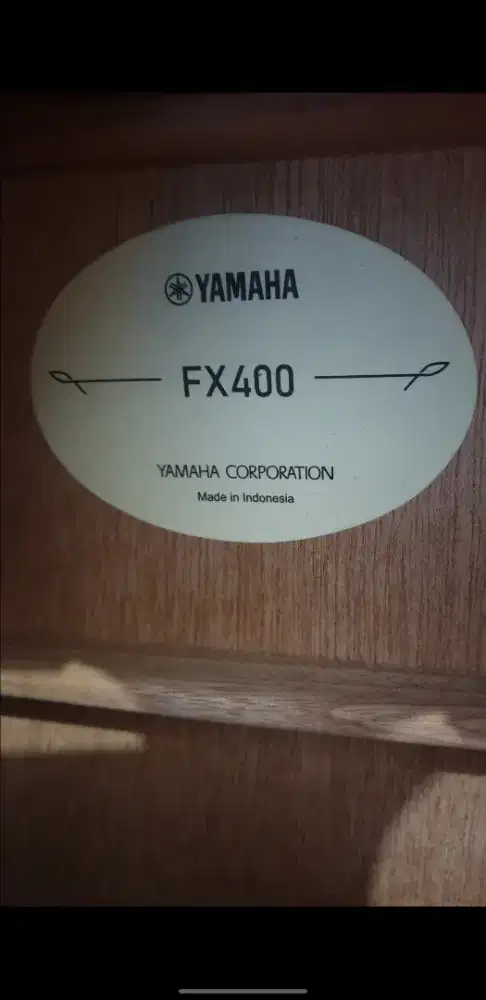 YAMAHA
FX400
YAMAHA CORPORATION
Made in Indonesia